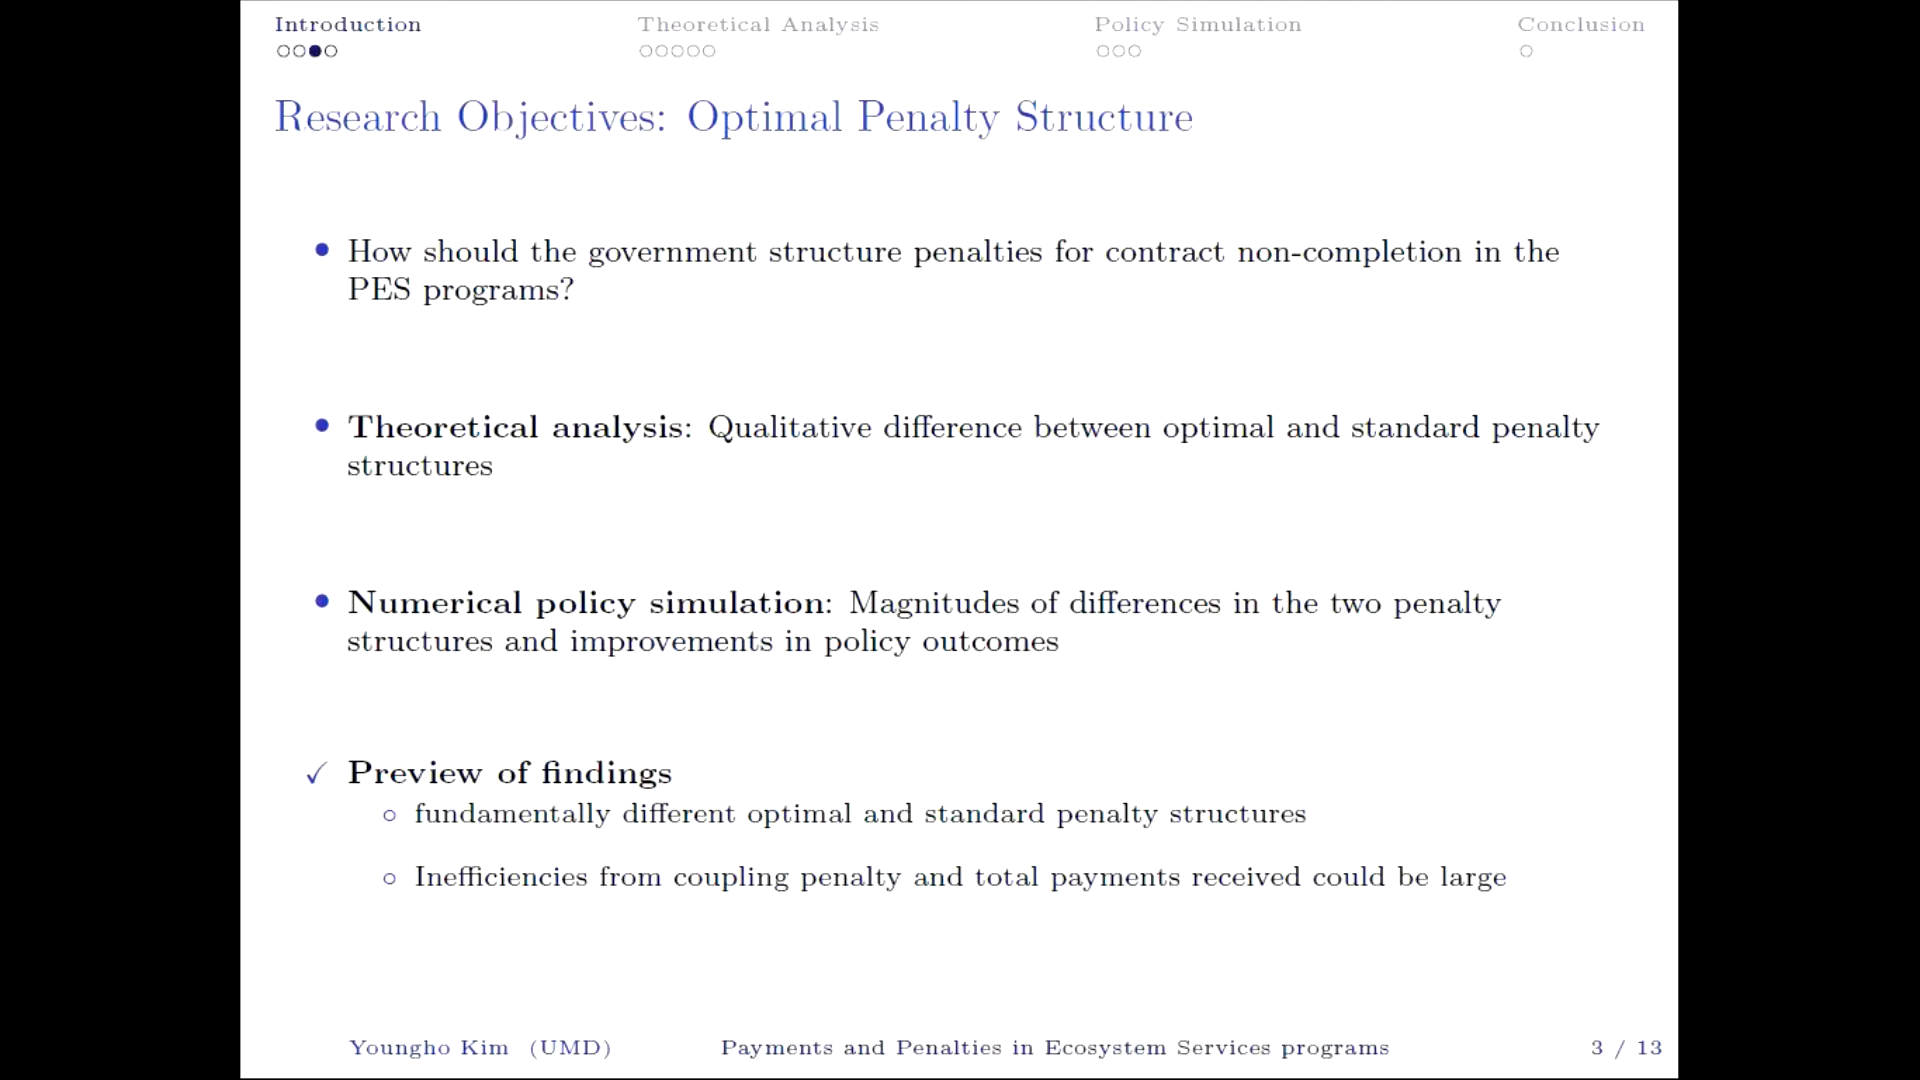 Introduction
Theoretical Analysis
Policy Simulation
Conclusion
Research Objectives: Optimal Penalty Structure
How should the government structure penalties for contract non-completion in the
PES programs?
Theoretical analysis: Qualitative difference between optimal and standard penalty
structures
Numerical policy simulation: Magnitudes of differences in the two penalty
structures and improvements in policy outcomes
Preview of findings
fundamentally different optimal and standard penalty structures
Inefficiencies from coupling penalty and total payments received could be large
Youngho Kim (UMD)
Payments and Penalties in Ecosystem Services programs
3 / 13